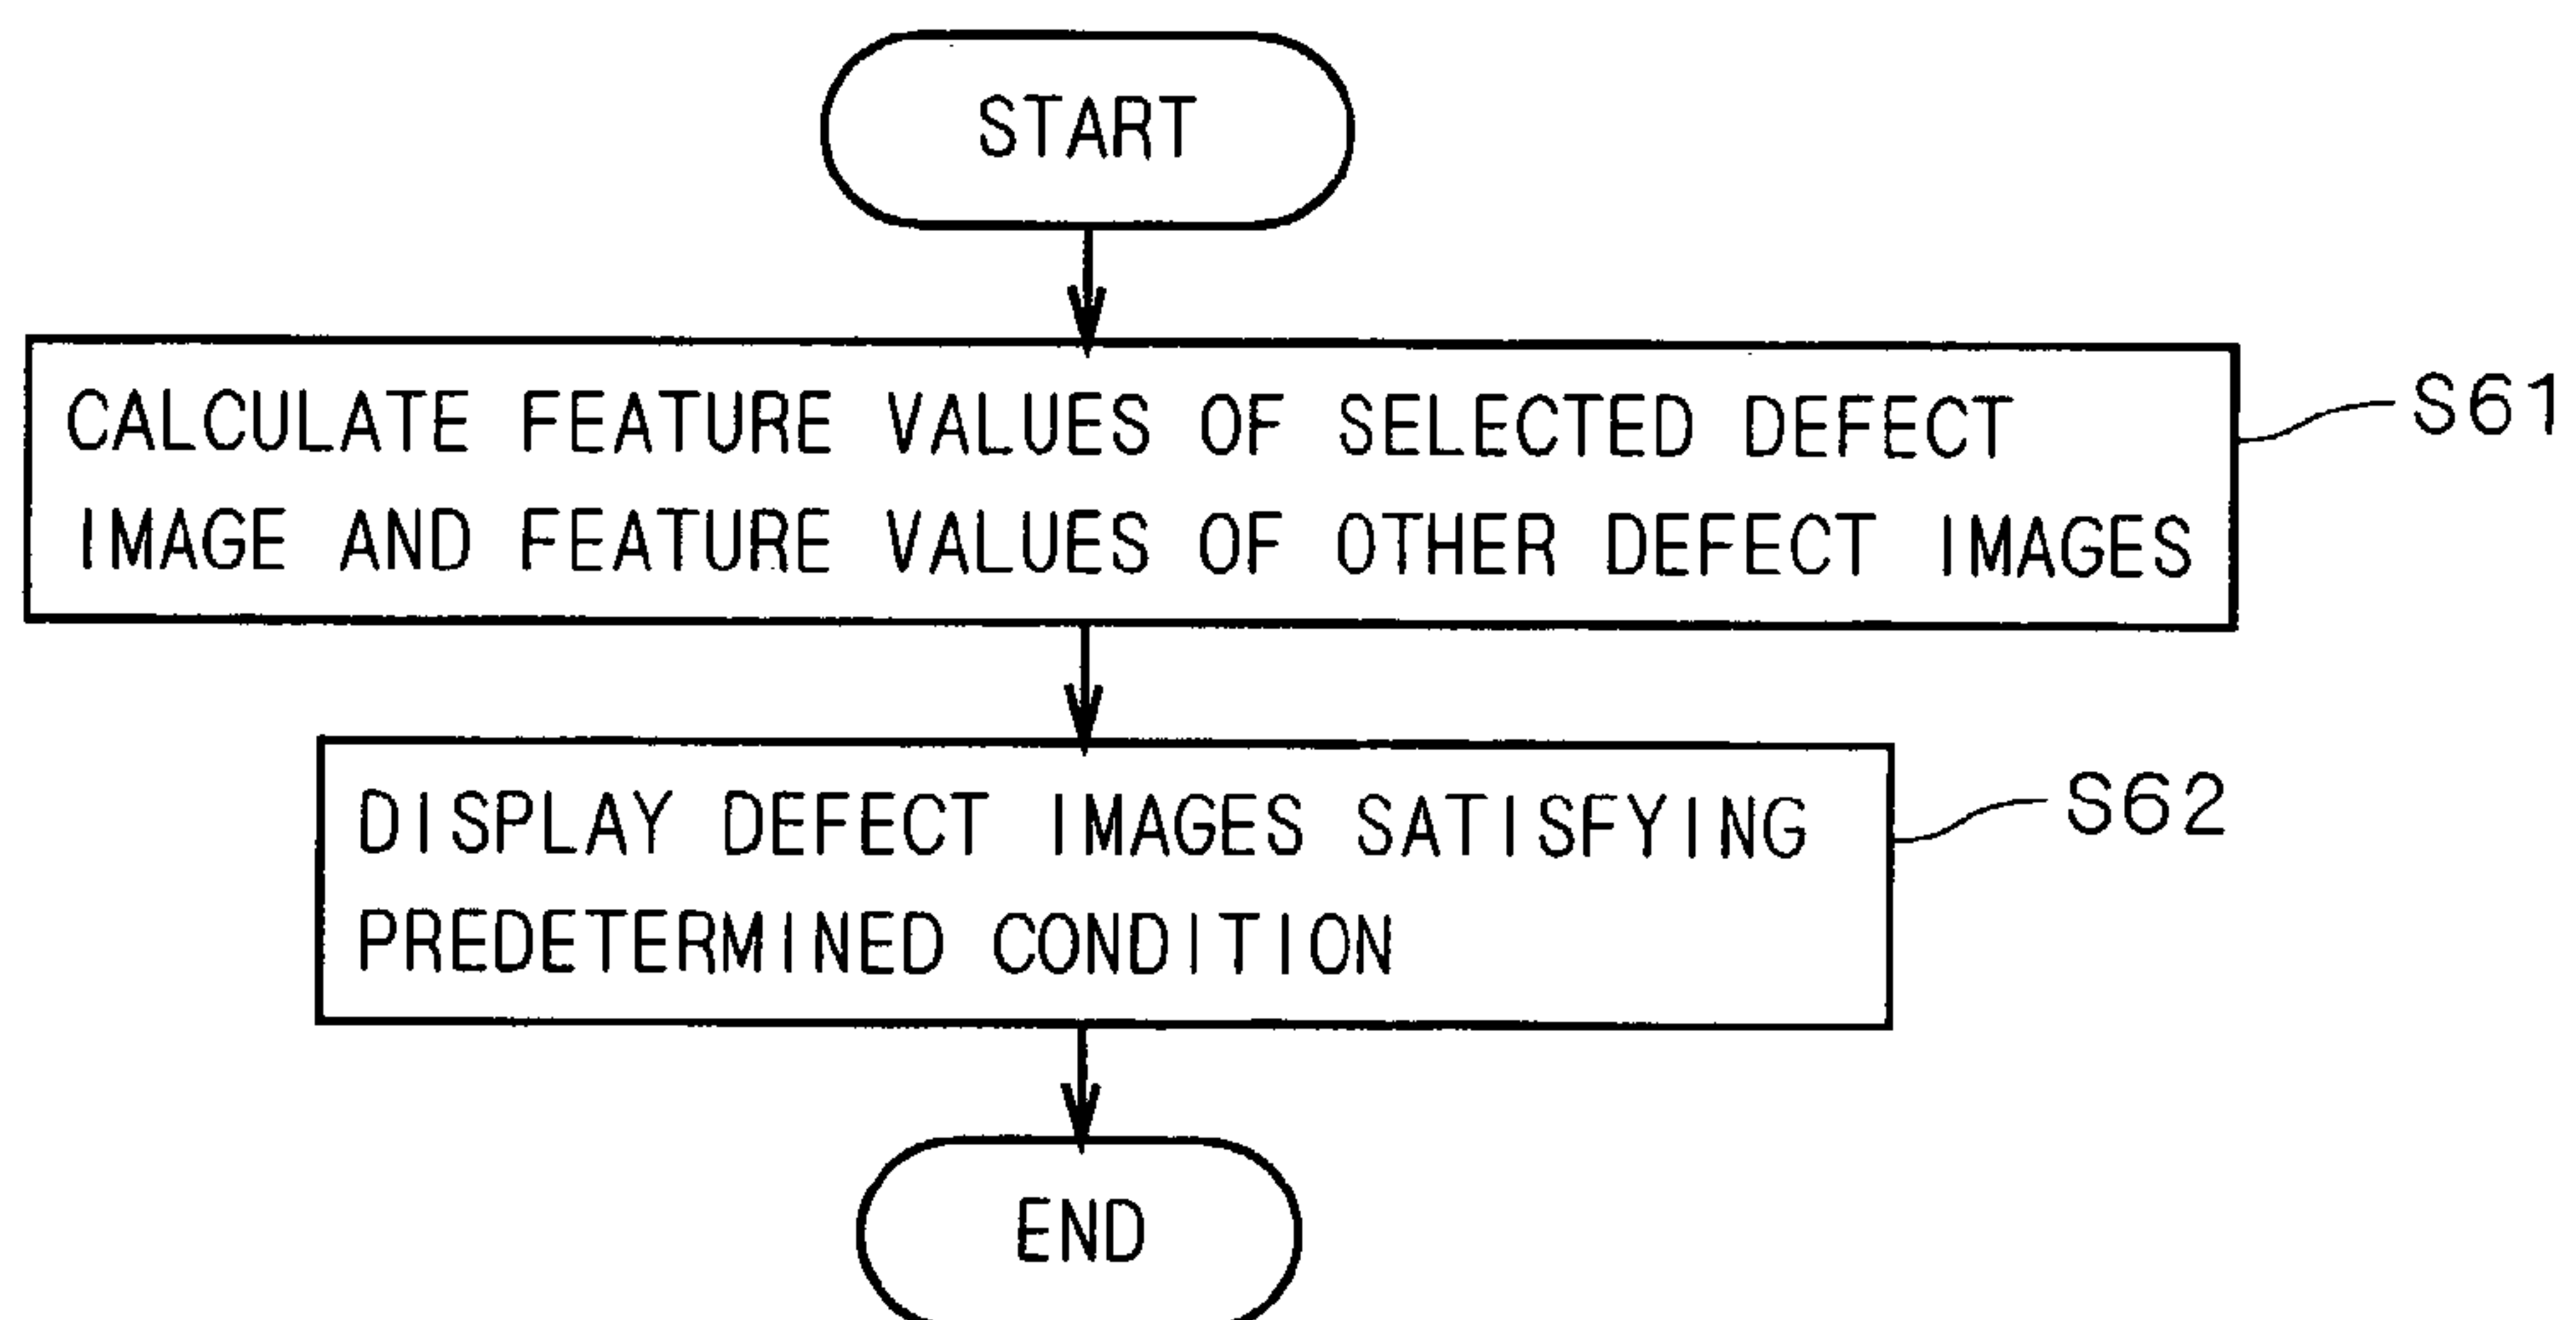 START
CALCULATE FEATURE VALUES OF SELECTED DEFECT
IMAGE AND FEATURE VALUES OF OTHER DEFECT IMAGES
S61
DISPLAY DEFECT IMAGES SATISFYING
PREDETERMINED CONDITION
S62
END